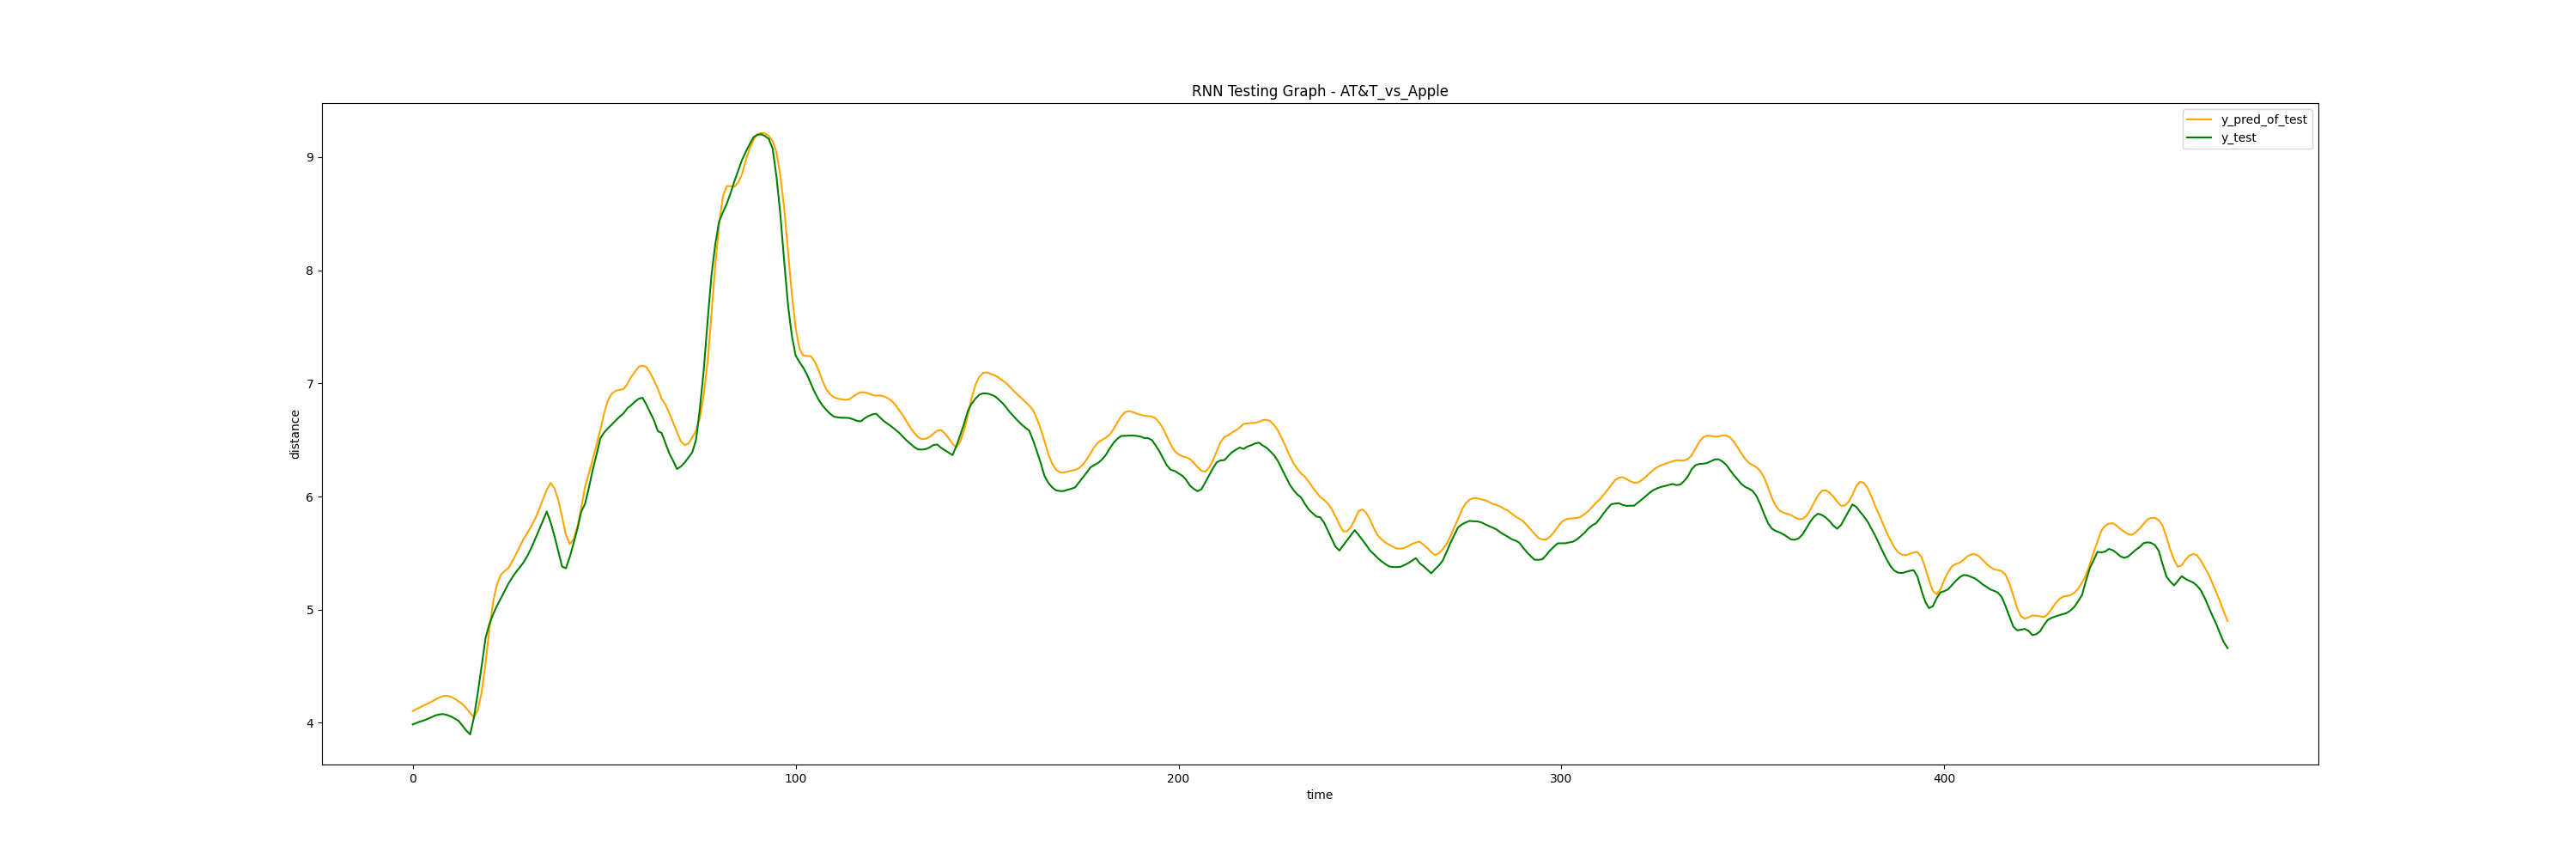 RNN Testing Graph - AT&T_vs_Apple
y_pred_of_test
y_test
9
8
7
6
5
4
distance
0 100 200 300 400
time